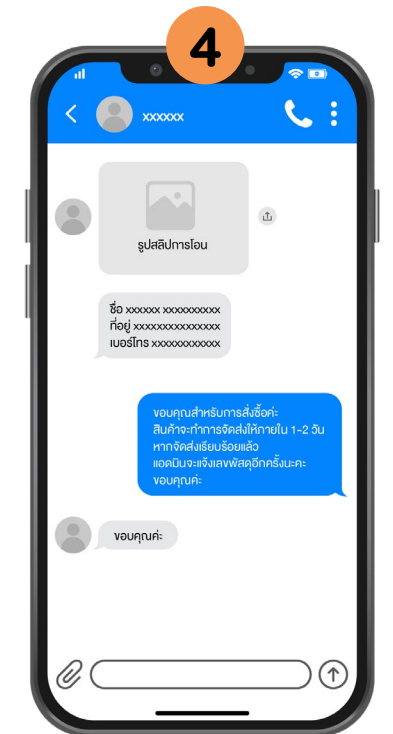 4
xxxxxx
รูปสลิปการโอน
ชื่อ xxxxxx xxxxxxxxxx
ที่อยู่ xxxxxxxxxxxxxxx
เบอร์โทร xxxxxxxxxxxx
ขอบคุณสำหรับการสั่งซื้อค่ะ
สินค้าจะทำการจัดส่งให้ภายใน 1-2 วัน
หากจัดส่งเรียบร้อยแล้ว
แอดมินจะแจ้งเลขพัสดุอีกครั้งนะคะ
ขอบคุณค่ะ
ขอบคุณค่ะ